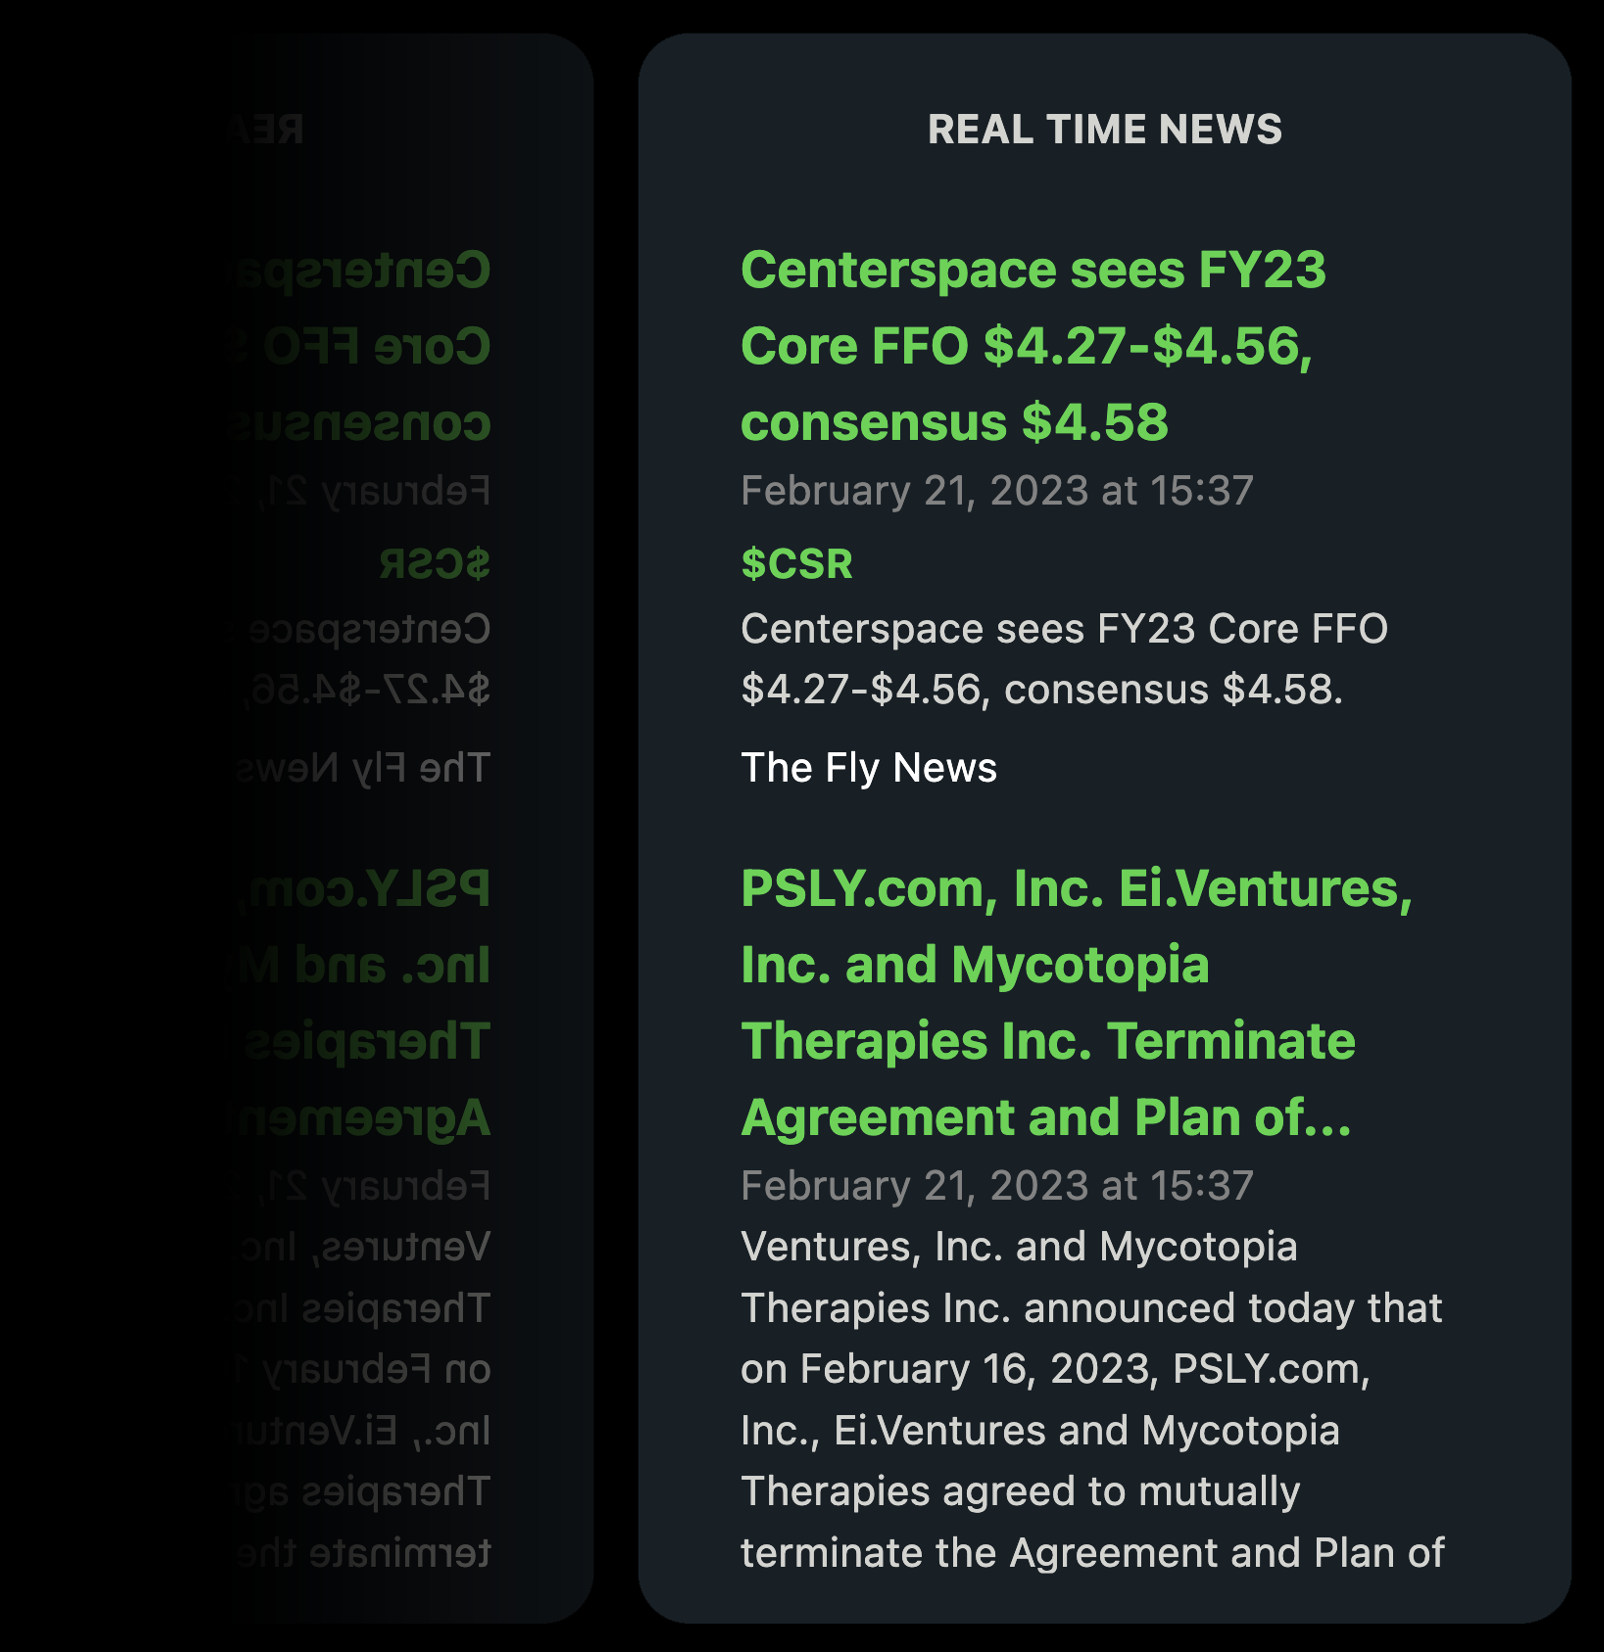 REAL TIME NEWS
Centerspace sees FY23
Core FFO $4.27-$4.56,
consensus $4.58
February 21, 2023 at 15:37
$CSR
Centerspace sees FY23 Core FFO
$4.27-$4.56, consensus $4.58.
The Fly News
PSLY.com, Inc. Ei.Ventures,
Inc. and Mycotopia
Therapies Inc. Terminate
Agreement and Plan of...
February 21, 2023 at 15:37
Ventures, Inc. and Mycotopia
Therapies Inc. announced today that
on February 16, 2023, PSLY.com,
Inc., Ei.Ventures and Mycotopia
Therapies agreed to mutually
terminate the Agreement and Plan of